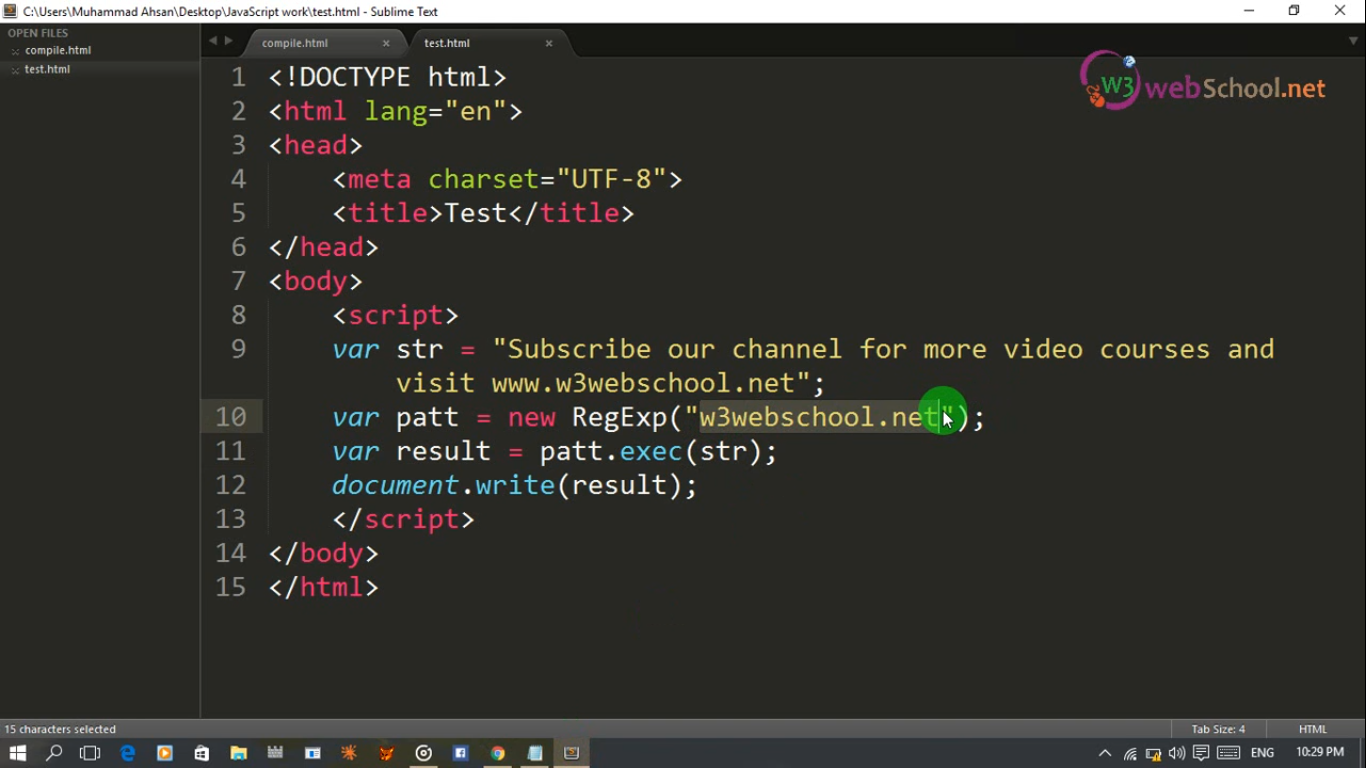 C:\Users\Muhammad Ahsan\Desktop\JavaScript work\test.html - Sublime Text
OPEN FILES
compile.html
test.html
compile.html
test.html
W3 webSchool.net
1 <!DOCTYPE html>
2 <html lang="en">
3 <head>
4 <meta charset="UTF-8">
5 <title>Test</title>
6 </head>
7 <body>
8 <script>
9 var str = "Subscribe our channel for more video courses and
visit www.w3webschool.net";
10 var patt = new RegExp("w3webschool.net");
11 var result = patt.exec(str);
12 document.write(result);
13 </script>
14 </body>
15 </html>
15 characters selected
Tab Size: 4
HTML
ENG
10:29 PM